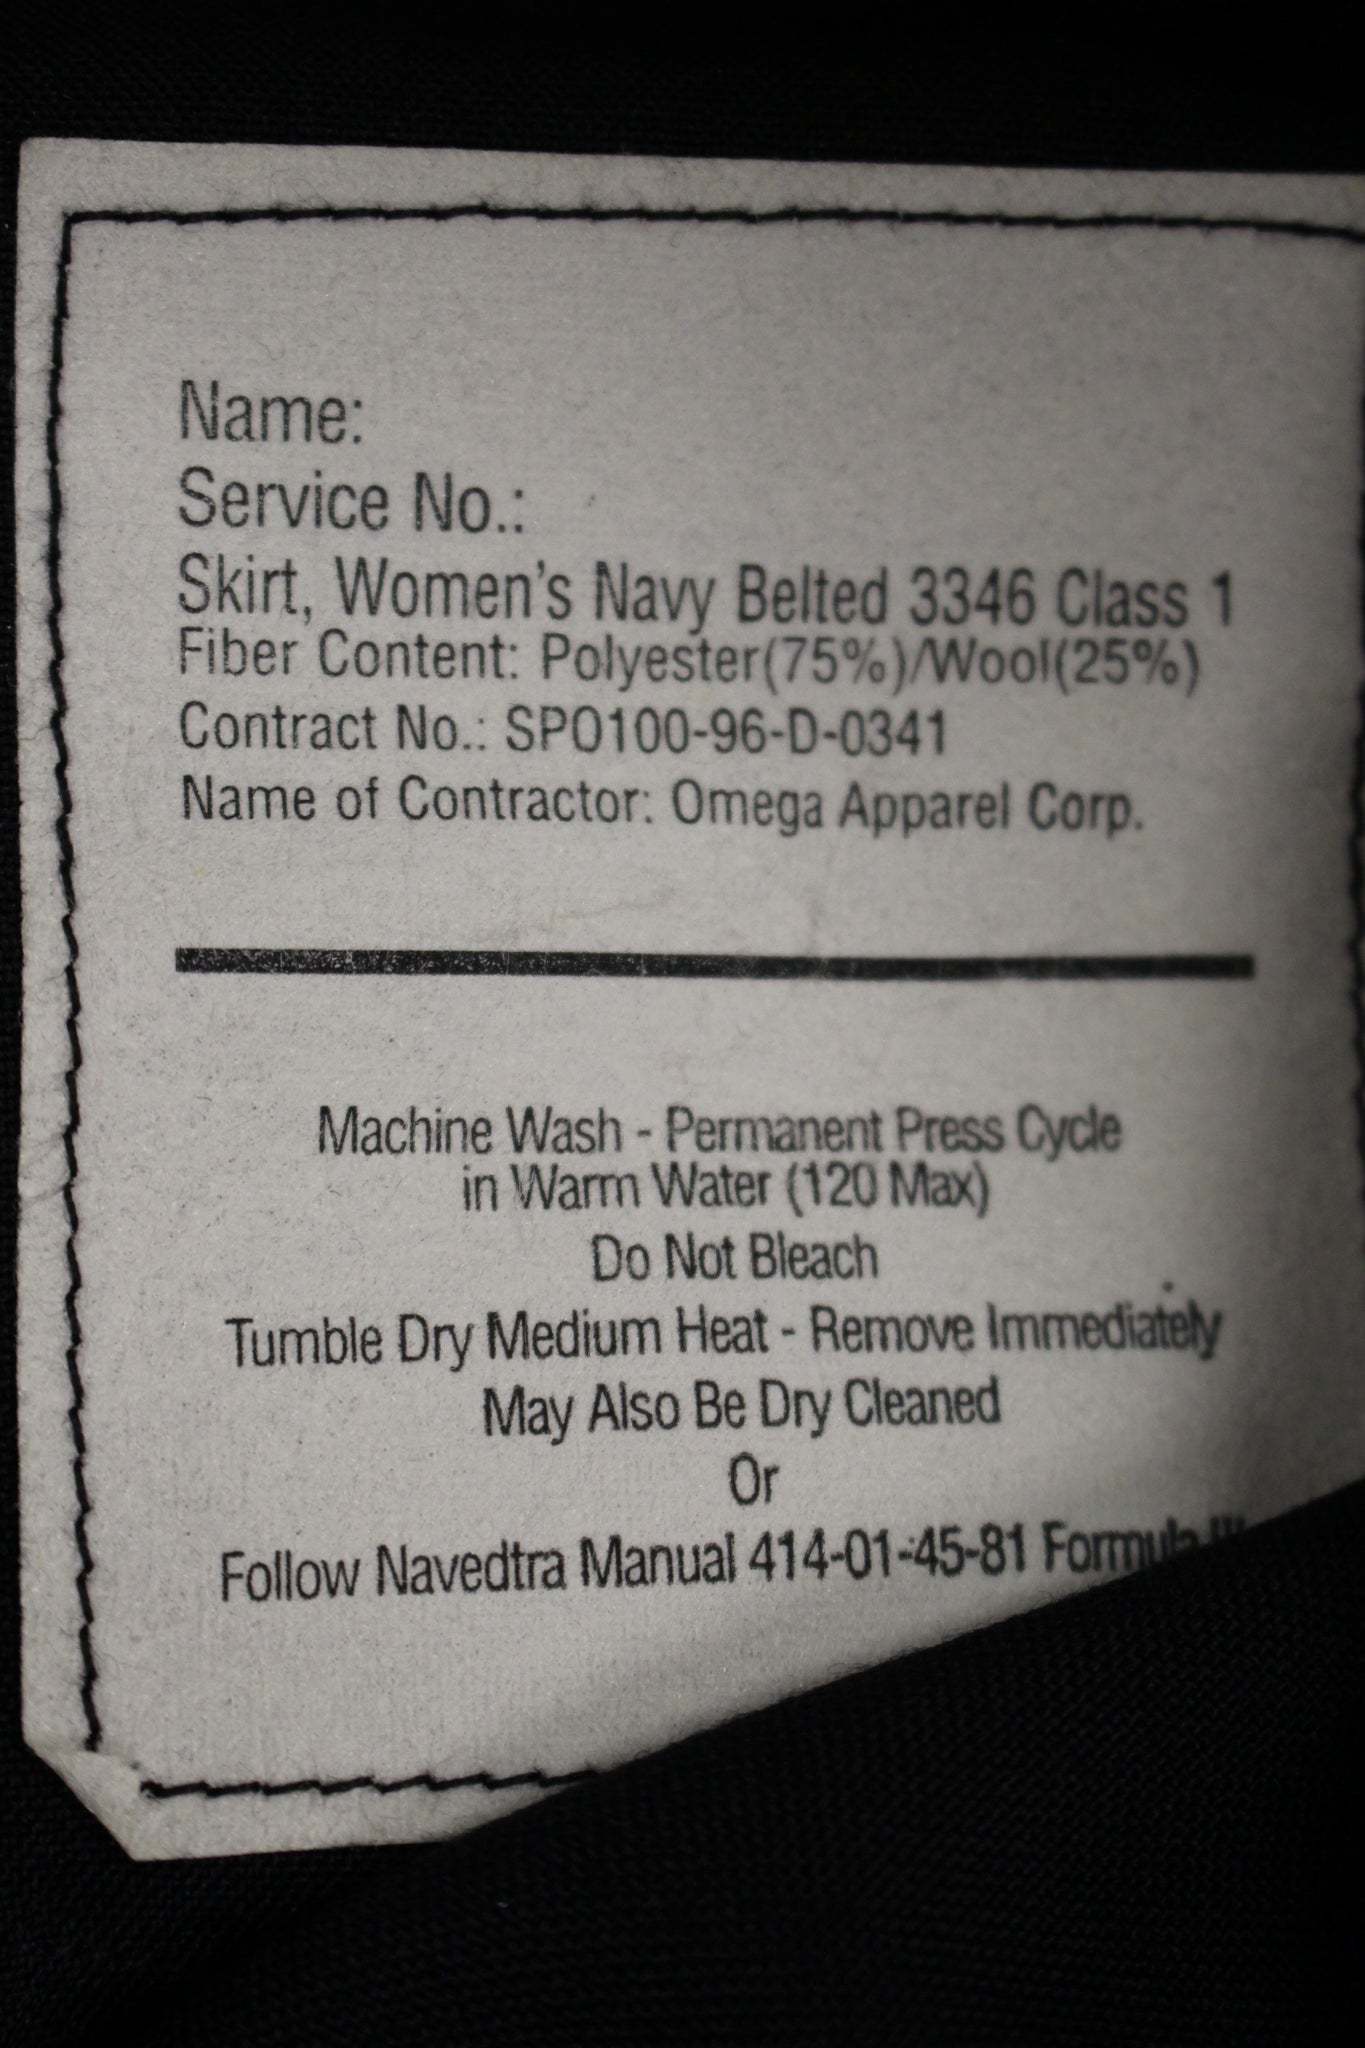 Name:
Service No.:
Skirt, Women's Navy Belted 3346 Class 1
Fiber Content: Polyester(75%)/Wool(25%)
Contract No.: SPO100-96-D-0341
Name of Contractor: Omega Apparel Corp.
Machine Wash - Permanent Press Cycle
in Warm Water (120 Max)
Do Not Bleach
Tumble Dry Medium Heat - Remove Immediately
May Also Be Dry Cleaned
Or
Follow Navedtra Manual 414-01-45-81 Formula